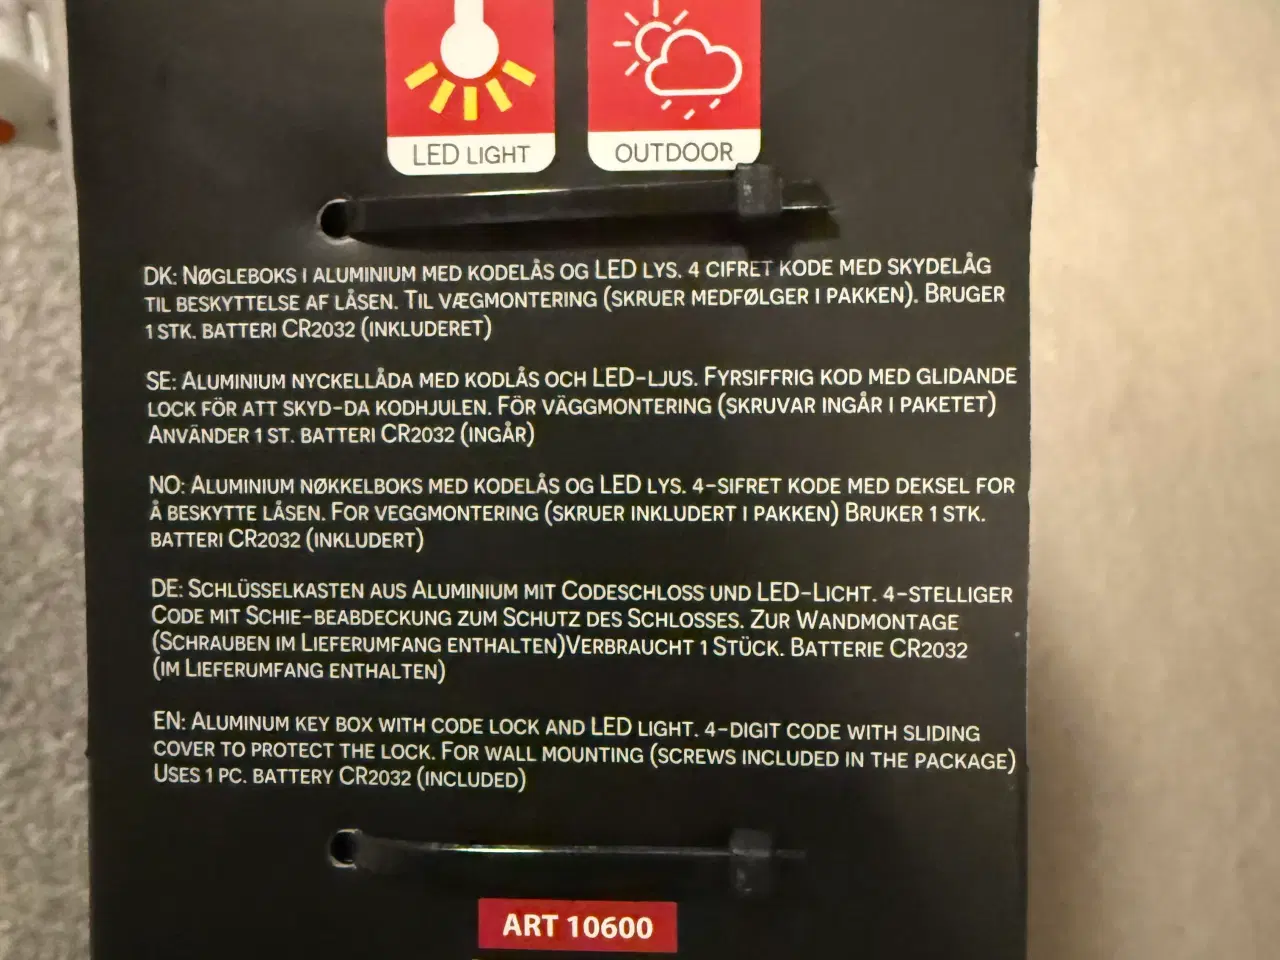 LED LIGHT
OUTDOOR
DK: NØGLEBOKS I ALUMINIUM MED KODELÅS OG LED LYS. 4 CIFRET KODE MED SKYDELÅG
TIL BESKYTTELSE AF LÅSEN. TIL VÆGMONTERING (SKRUER MEDFØLGER I PAKKEN). BRUGER
1 STK. BATTERI CR2032 (INKLUDERET)
SE: ALUMINIUM NYCKELLÅDA MED KODLÅS OCH LED-LJUS. FYRSIFFRIG KOD MED GLIDANDE
LOCK FÖR ATT SKYD-DA KODHJULEN. FÖR VÄGGMONTERING (SKRUVAR INGÅR I PAKETET)
ANVÄNDER 1 ST. BATTERI CR2032 (INGÅR)
NO: ALUMINIUM NØKKELBOKS MED KODELÅS OG LED LYS. 4-SIFRET KODE MED DEKSEL FOR
Å BESKYTTE LÅSEN. FOR VEGGMONTERING (SKRUER INKLUDERT I PAKKEN) BRUKER 1 STK.
BATTERI CR2032 (INKLUDERT)
DE: SCHLÜSSELKASTEN AUS ALUMINIUM MIT CODESCHLOSS UND LED-LICHT. 4-STELLIGER
CODE MIT SCHIE-BEABDECKUNG ZUM SCHUTZ DES SCHLOSSES. ZUR WANDMONTAGE
(SCHRAUBEN IM LIEFERUMFANG ENTHALTEN)VERBRAUCHT 1 STÜCK. BATTERIE CR2032
(IM LIEFERUMFANG ENTHALTEN)
EN: ALUMINUM KEY BOX WITH CODE LOCK AND LED LIGHT. 4-DIGIT CODE WITH SLIDING
COVER TO PROTECT THE LOCK. FOR WALL MOUNTING (SCREWS INCLUDED IN THE PACKAGE)
USES 1 PC. BATTERY CR2032 (INCLUDED)
ART 10600